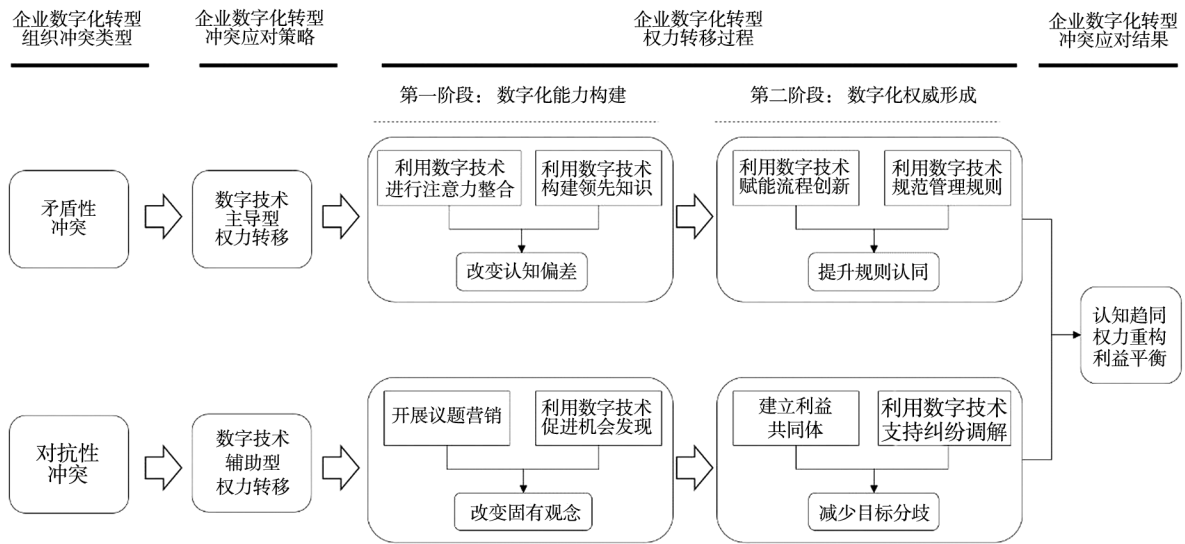 企业数字化转型
组织冲突类型
企业数字化转型
冲突应对策略
企业数字化转型
权力转移过程
企业数字化转型
冲突应对结果
第一阶段：数字化能力构建
第二阶段：数字化权威形成
矛盾性
冲突
数字技术
主导型
权力转移
利用数字技术
进行注意力整合
利用数字技术
构建领先知识
改变认知偏差
利用数字技术
赋能流程创新
利用数字技术
规范管理规则
提升规则认同
认知趋同
权力重构
利益平衡
对抗性
冲突
数字技术
辅助型
权力转移
开展议题营销
利用数字技术
促进机会发现
改变固有观念
建立利益
共同体
利用数字技术
支持纠纷调解
减少目标分歧